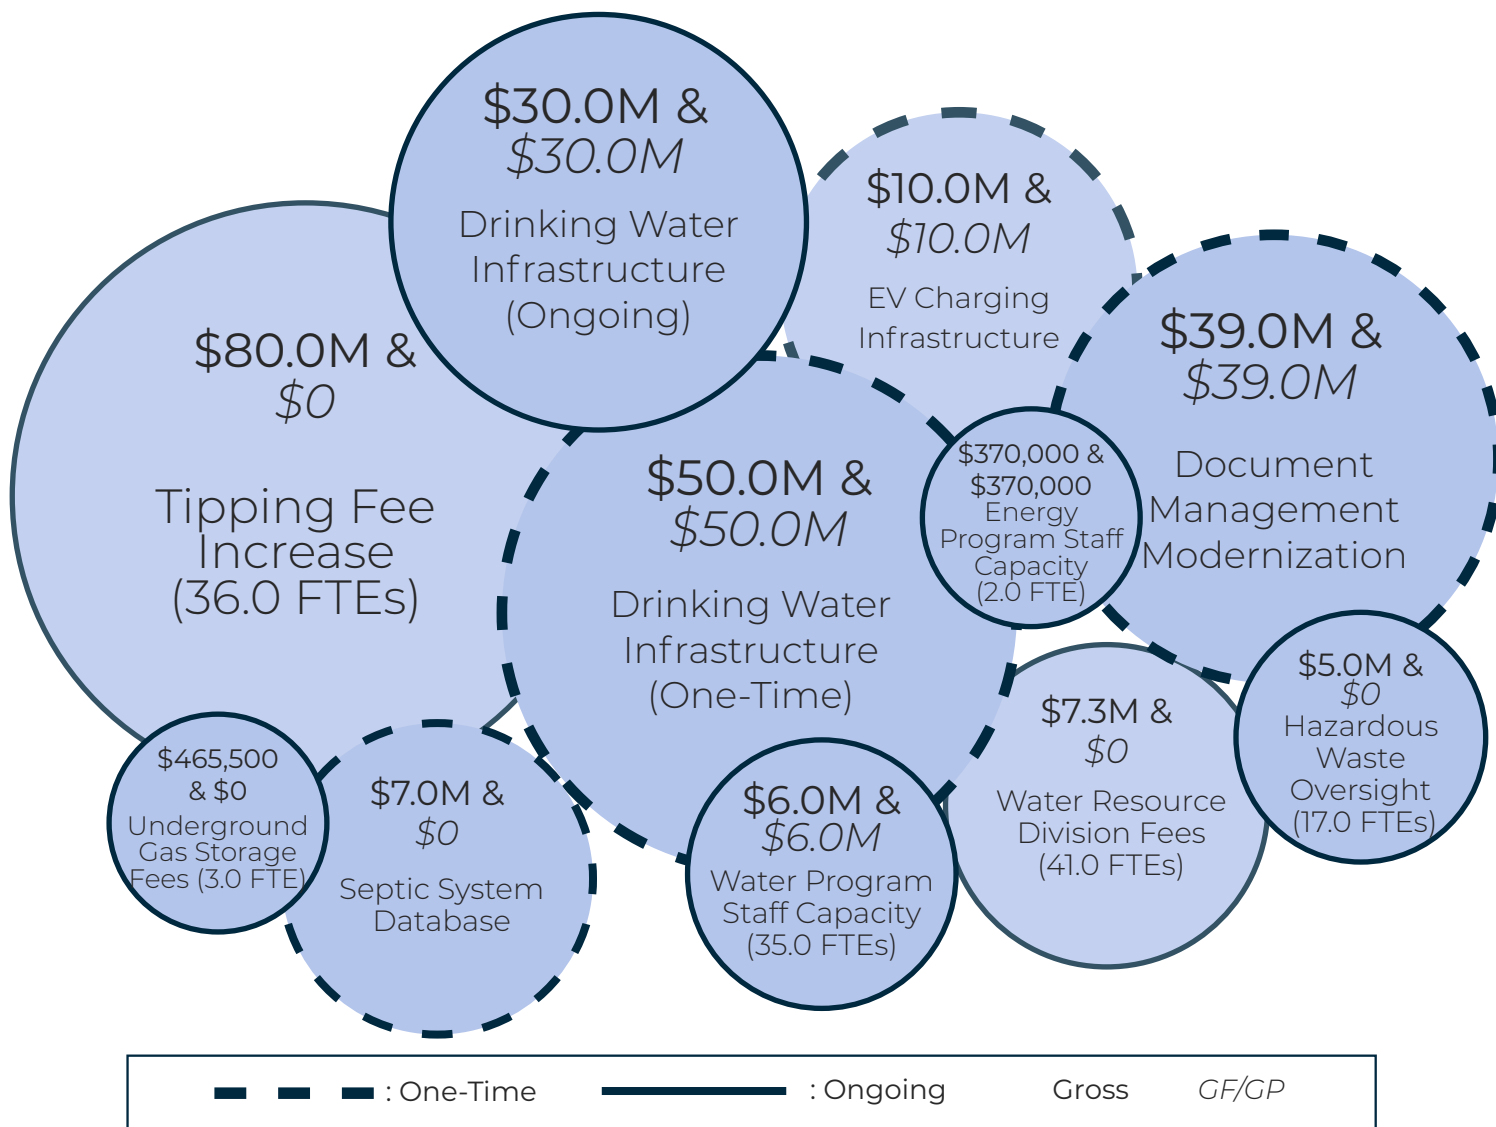 $30.0M &
$30.0M
Drinking Water
Infrastructure
(Ongoing)
$10.0M &
$10.0M
EV Charging
Infrastructure
$39.0M &
$39.0M
Document
Management
Modernization
$80.0M &
$0
Tipping Fee
Increase
(36.0 FTEs)
$50.0M &
$50.0M
Drinking Water
Infrastructure
(One-Time)
$370,000 &
$370,000
Energy
Program Staff
Capacity
(2.0 FTE)
$465,500
& $0
Underground
Gas Storage
Fees (3.0 FTE)
$7.0M &
$0
Septic System
Database
$6.0M &
$6.0M
Water Program
Staff Capacity
(35.0 FTEs)
$7.3M &
$0
Water Resource
Division Fees
(41.0 FTEs)
$5.0M &
$0
Hazardous
Waste
Oversight
(17.0 FTEs)
: One-Time : Ongoing Gross GF/GP